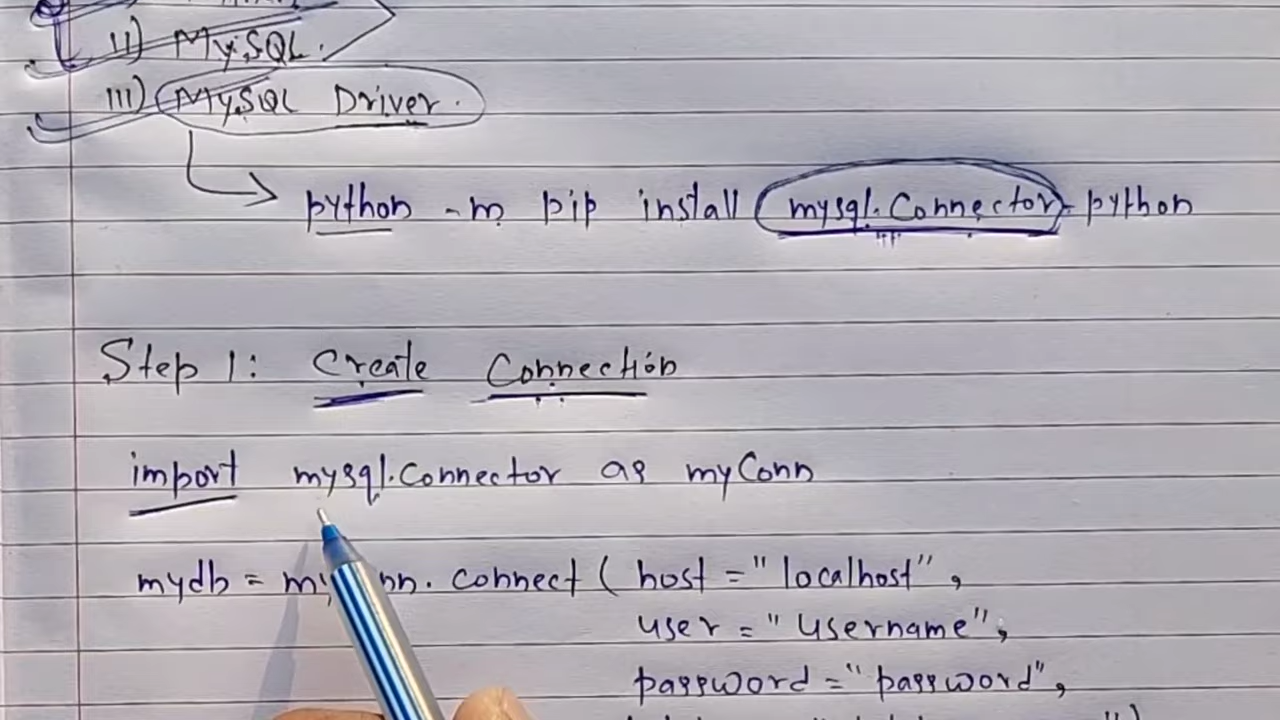 II) MySQL.
III) MySQL Driver.
python -m pip install mysql.Connector-python
Step 1: Create Connection
import mysql.Connector as myConn
mydb = myConn.connect(host="localhost",
user="username",
password="password",